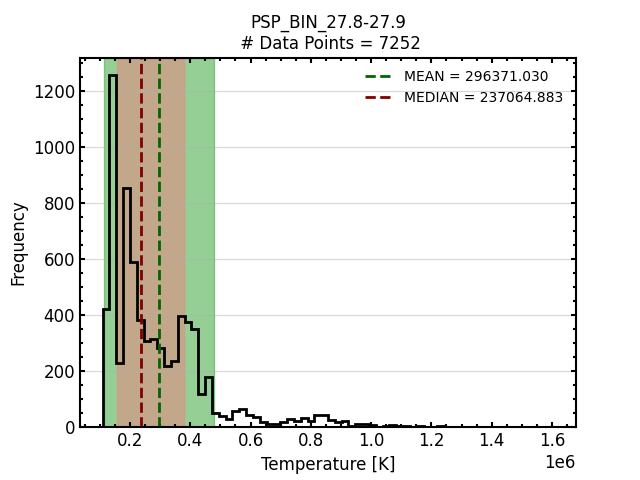 PSP_BIN_27.8-27.9
# Data Points = 7252
MEAN = 296371.030
MEDIAN = 237064.883
Frequency
1200
1000
800
600
400
200
0
0.2 0.4 0.6 0.8 1.0 1.2 1.4 1.6
1e6
Temperature [K]